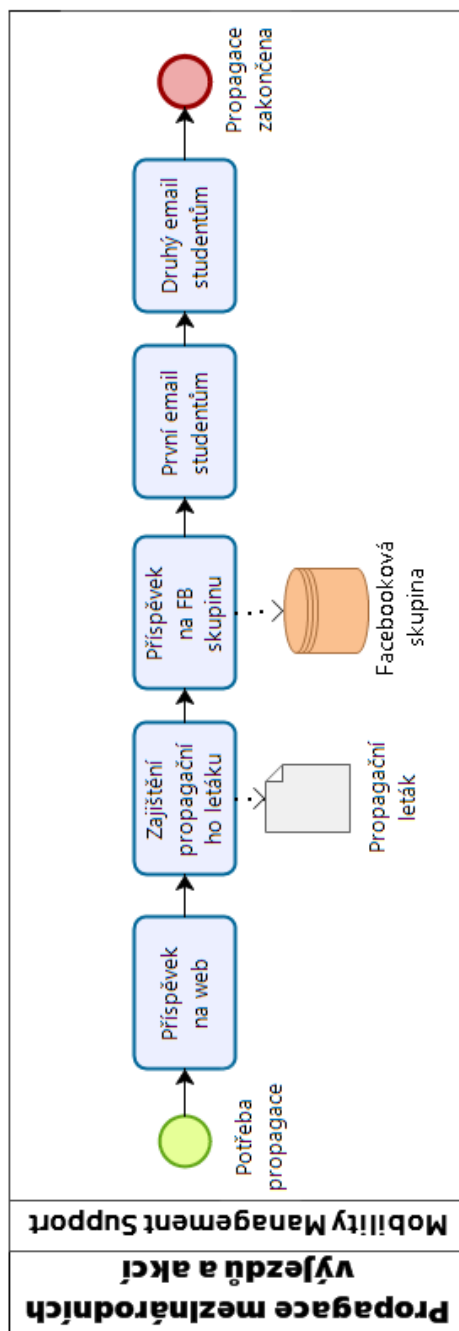 Propagace mezinárodních
výjezdů a akcí
Mobility Management Support
Potřeba
propagace
Příspěvek
na web
Zajištění
propagační
ho letáku
Propagační
leták
Příspěvek
na FB
skupinu
Facebooková
skupina
První email
studentům
Druhý email
studentům
Propagace
zakončena